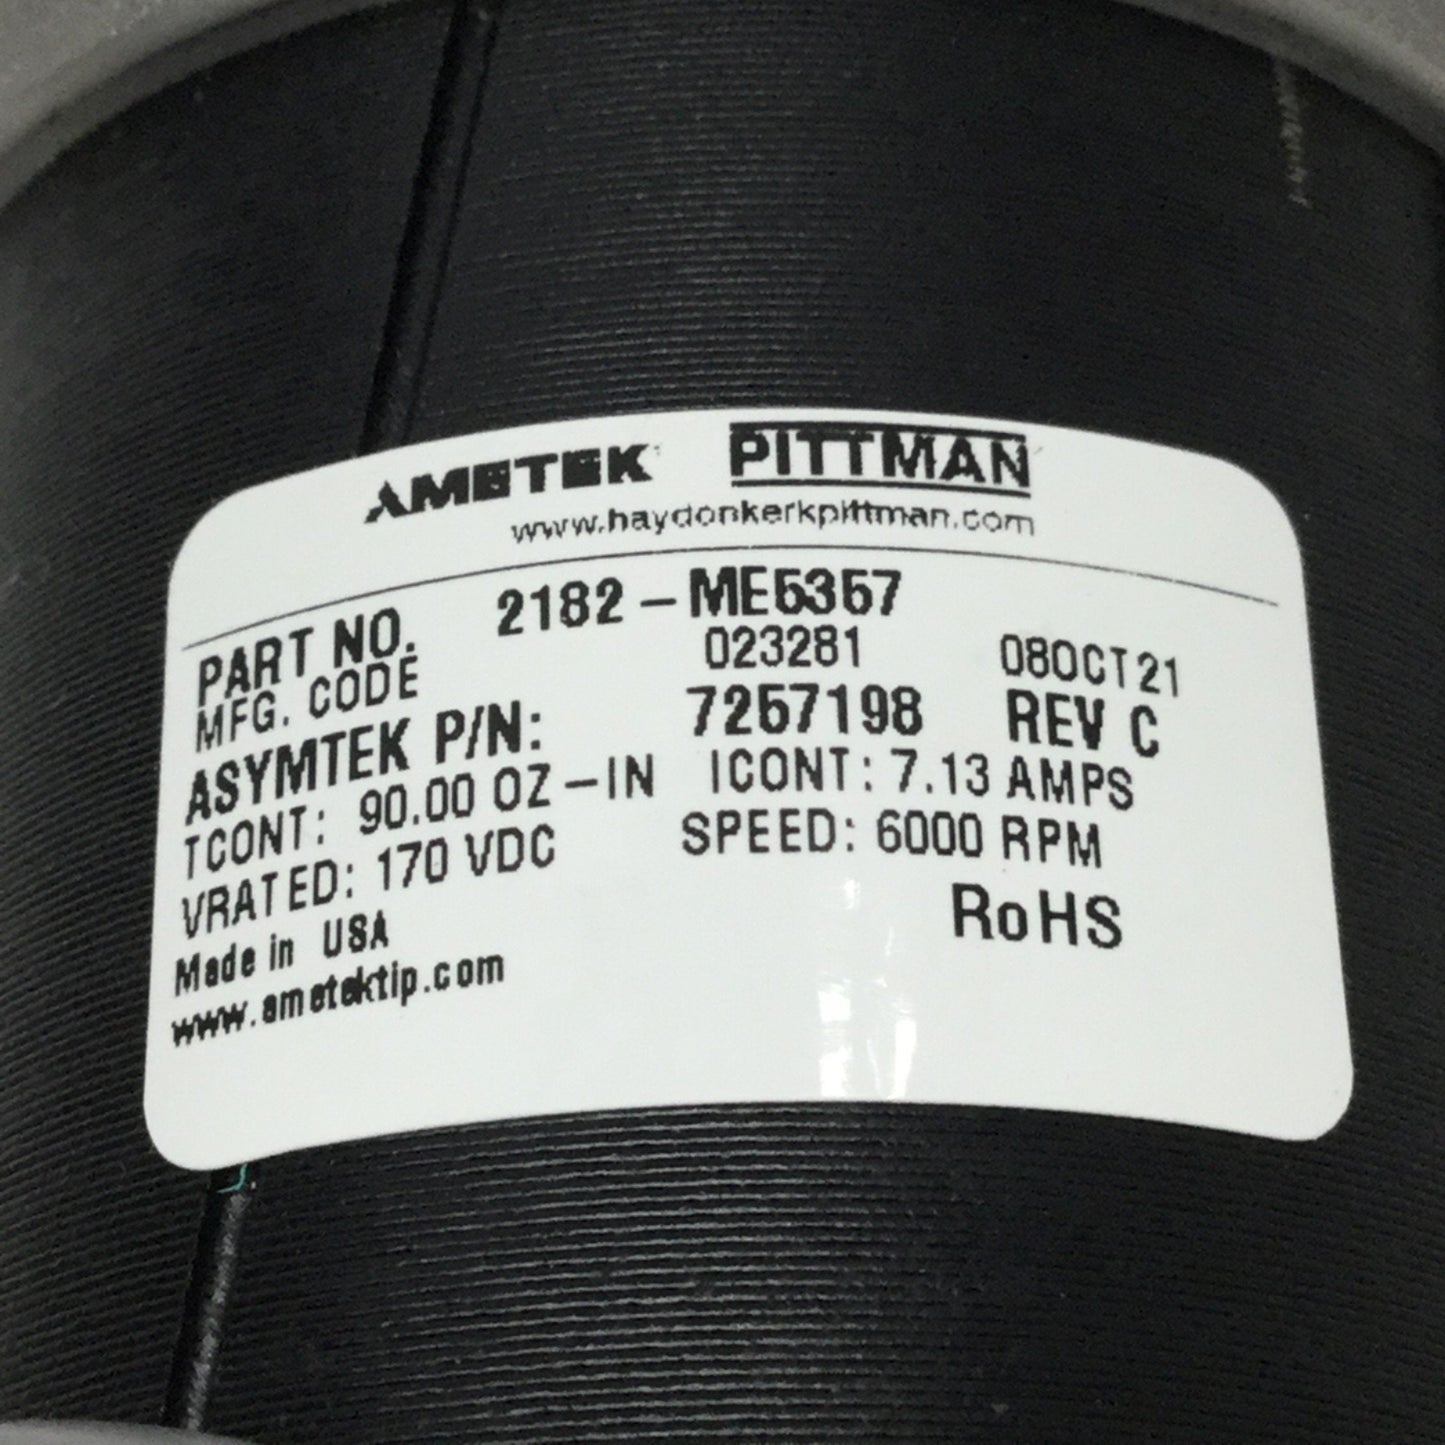 AMETEK PITTMAN
www.haydonkerkpittman.com
PART NO. 2182-ME5357
MFG. CODE 023281 08OCT21
ASYMTEK P/N: 7257198 REV C
TCONT: 90.00 OZ-IN ICONT: 7.13 AMPS
VRATED: 170 VDC SPEED: 6000 RPM
RoHS
Made in USA
www.ametektip.com